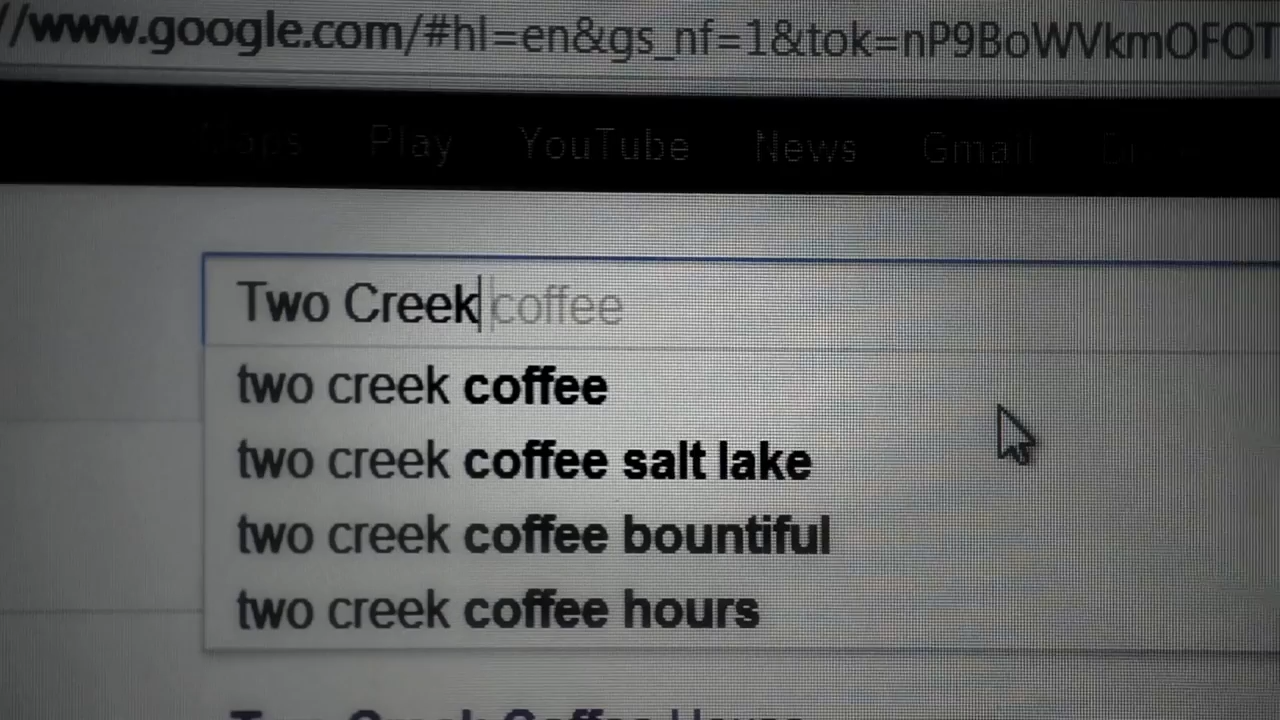 //www.google.com/#hl=en&gs_nf=1&tok=nP9BoWVkmOFOT
Maps Play YouTube News Gmail
Two Creek coffee
two creek coffee
two creek coffee salt lake
two creek coffee bountiful
two creek coffee hours